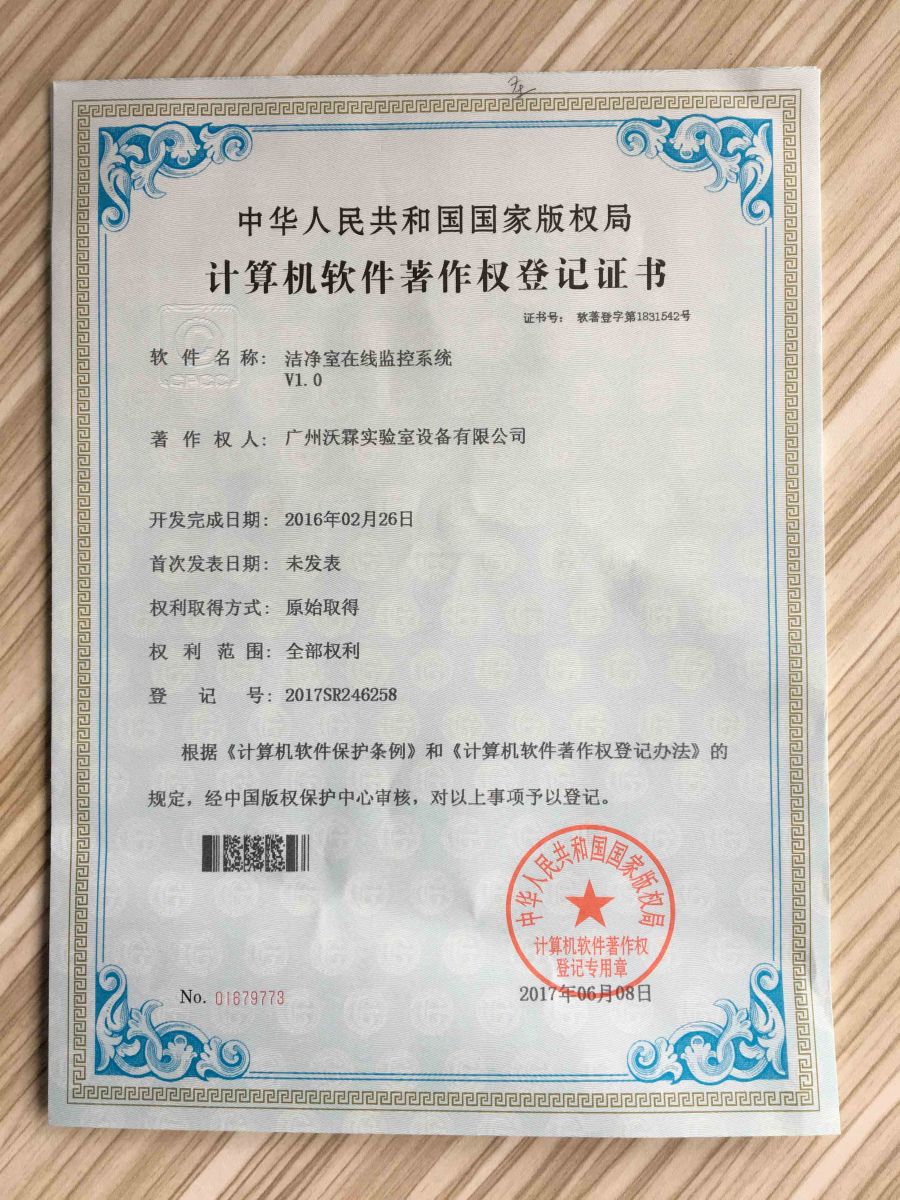 中华人民共和国国家版权局
计算机软件著作权登记证书
证书号： 软著登字第1831542号
CPCC
软件名称： 洁净室在线监控系统
V1.0
著作权人： 广州沃霖实验室设备有限公司
开发完成日期： 2016年02月26日
首次发表日期： 未发表
权利取得方式： 原始取得
权利范围： 全部权利
登记号： 2017SR246258
根据《计算机软件保护条例》和《计算机软件著作权登记办法》的
规定，经中国版权保护中心审核，对以上事项予以登记。
中华人民共和国国家版权局
计算机软件著作权
登记专用章
No. 01679773
2017年06月08日